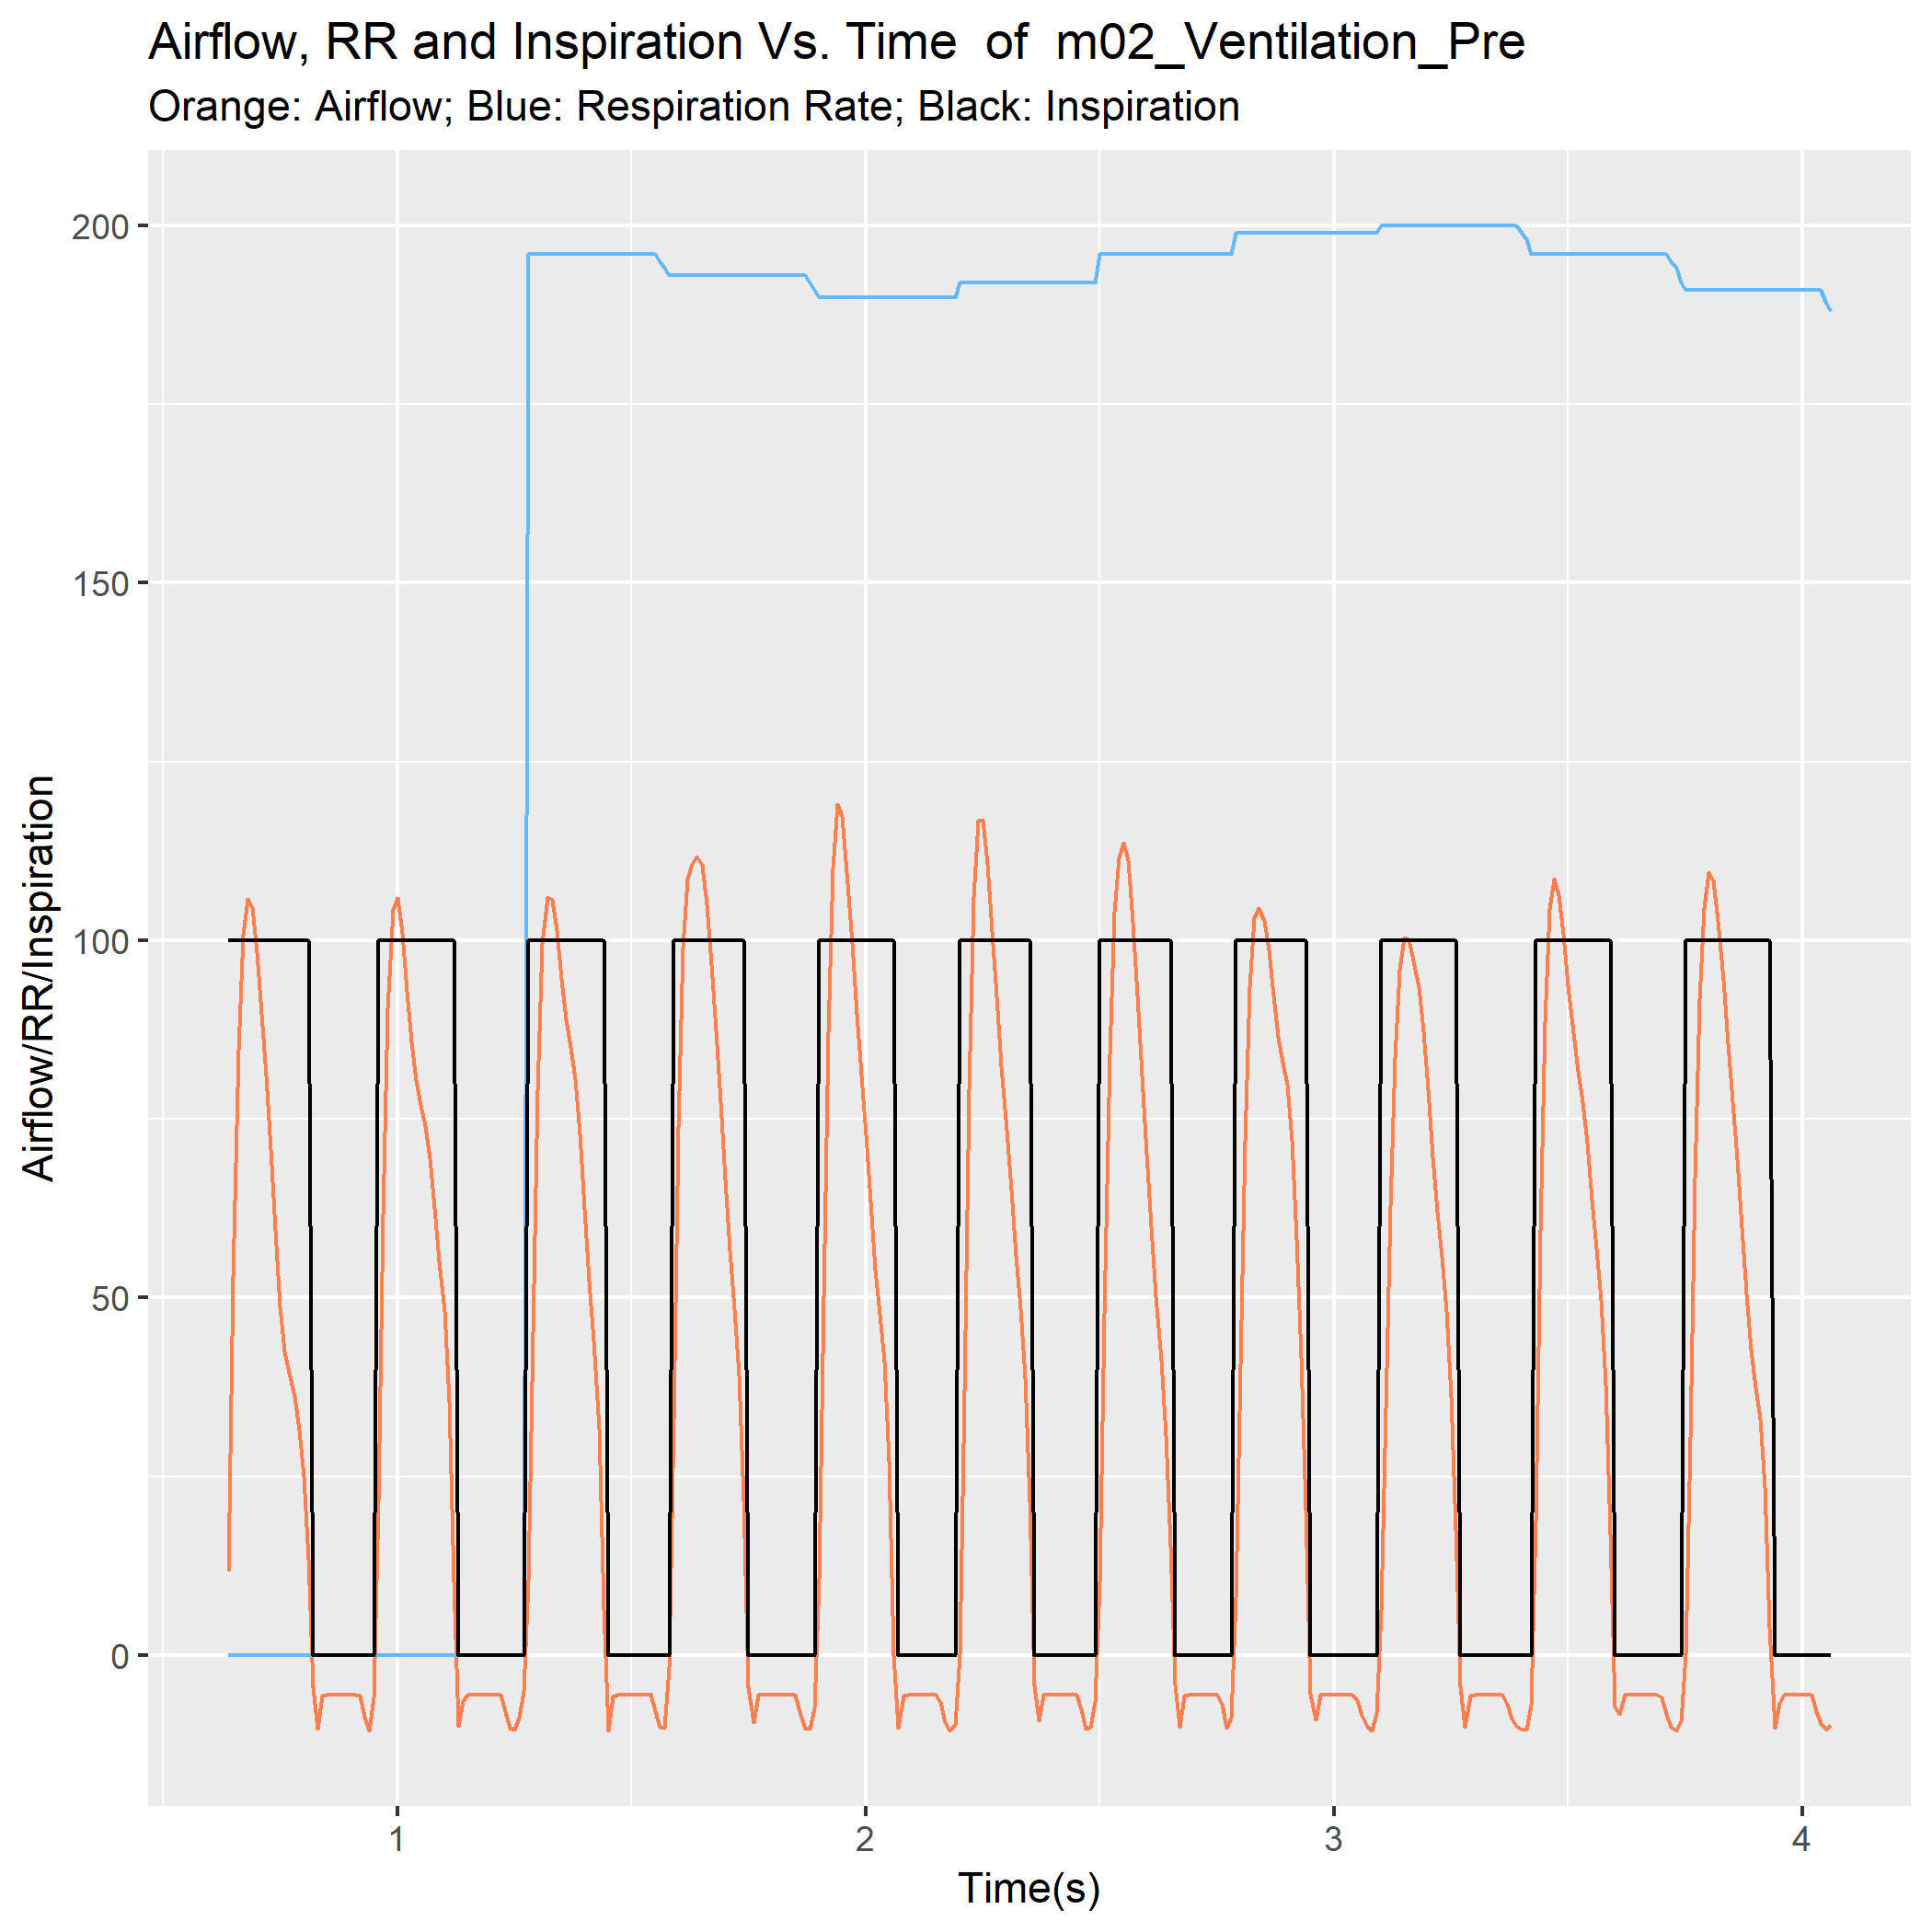 Airflow, RR and Inspiration Vs. Time  of  m02_Ventilation_Pre
Orange: Airflow; Blue: Respiration Rate; Black: Inspiration
200
150
100
50
0
Airflow/RR/Inspiration
1 2 3 4
Time(s)